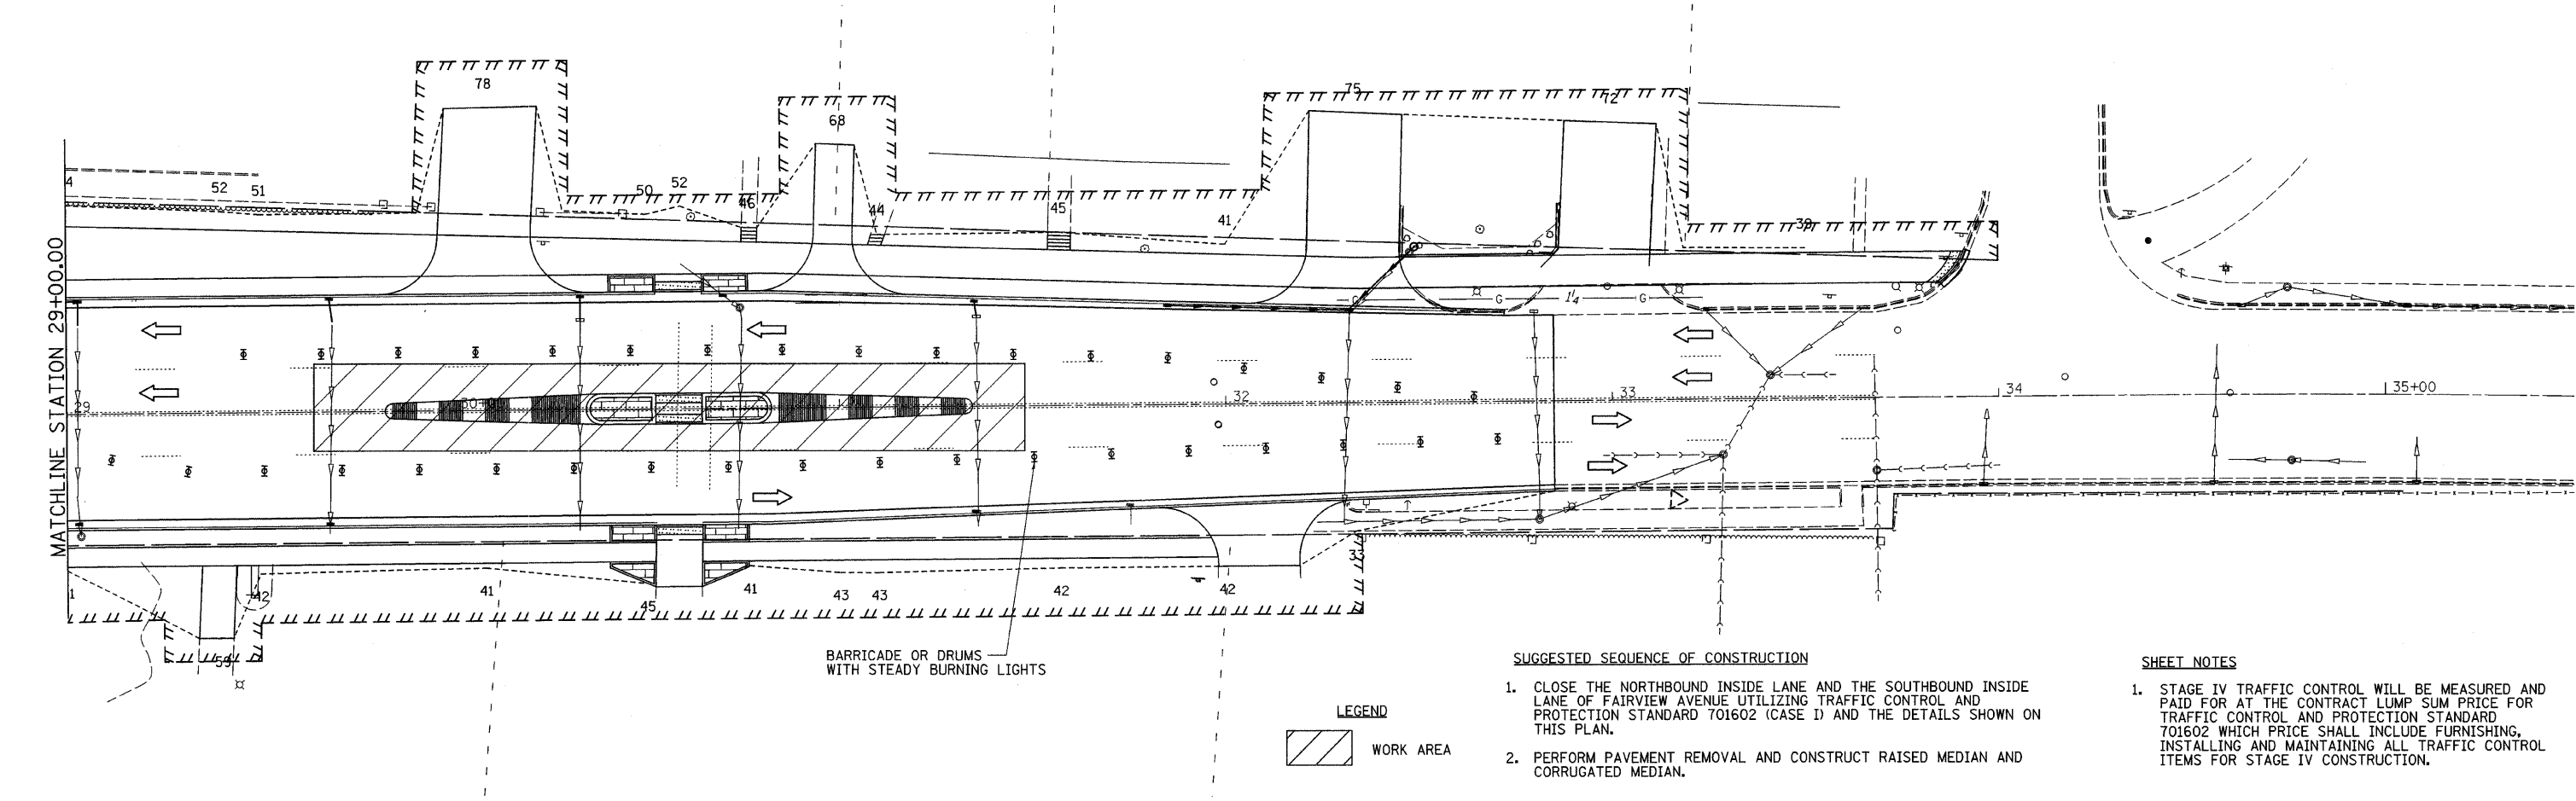 78
75
72
68
52
51
50
52
46
44
45
41
39
4
MATCHLINE STATION 29+00.00
G
G
1/4
G
29
32
33
34
35+00
1
42
59
41
45
41
43
43
42
42
33
BARRICADE OR DRUMS
WITH STEADY BURNING LIGHTS
LEGEND
WORK AREA
SUGGESTED SEQUENCE OF CONSTRUCTION
1. CLOSE THE NORTHBOUND INSIDE LANE AND THE SOUTHBOUND INSIDE
LANE OF FAIRVIEW AVENUE UTILIZING TRAFFIC CONTROL AND
PROTECTION STANDARD 701602 (CASE I) AND THE DETAILS SHOWN ON
THIS PLAN.
2. PERFORM PAVEMENT REMOVAL AND CONSTRUCT RAISED MEDIAN AND
CORRUGATED MEDIAN.
SHEET NOTES
1. STAGE IV TRAFFIC CONTROL WILL BE MEASURED AND
PAID FOR AT THE CONTRACT LUMP SUM PRICE FOR
TRAFFIC CONTROL AND PROTECTION STANDARD
701602 WHICH PRICE SHALL INCLUDE FURNISHING,
INSTALLING AND MAINTAINING ALL TRAFFIC CONTROL
ITEMS FOR STAGE IV CONSTRUCTION.